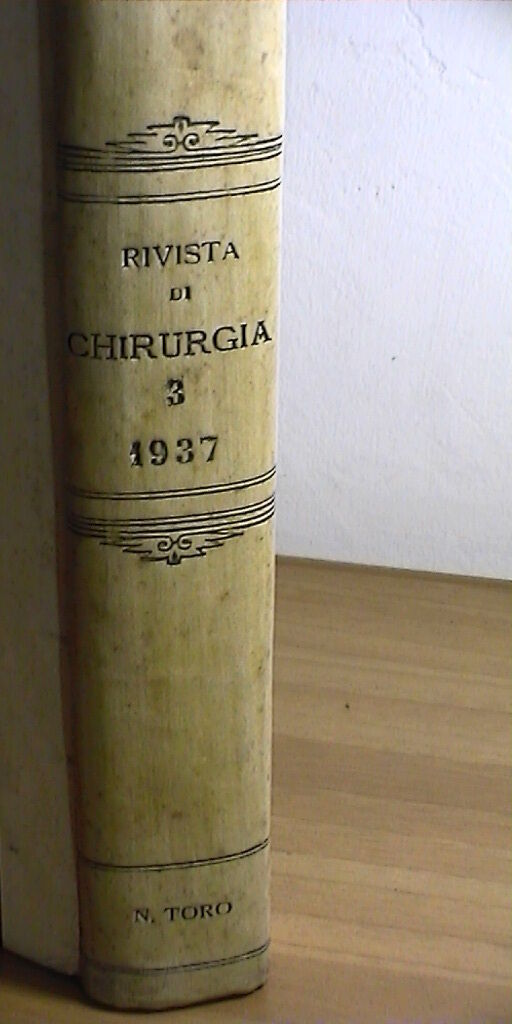 RIVISTA
DI
CHIRURGIA
3
1937
N. TORO